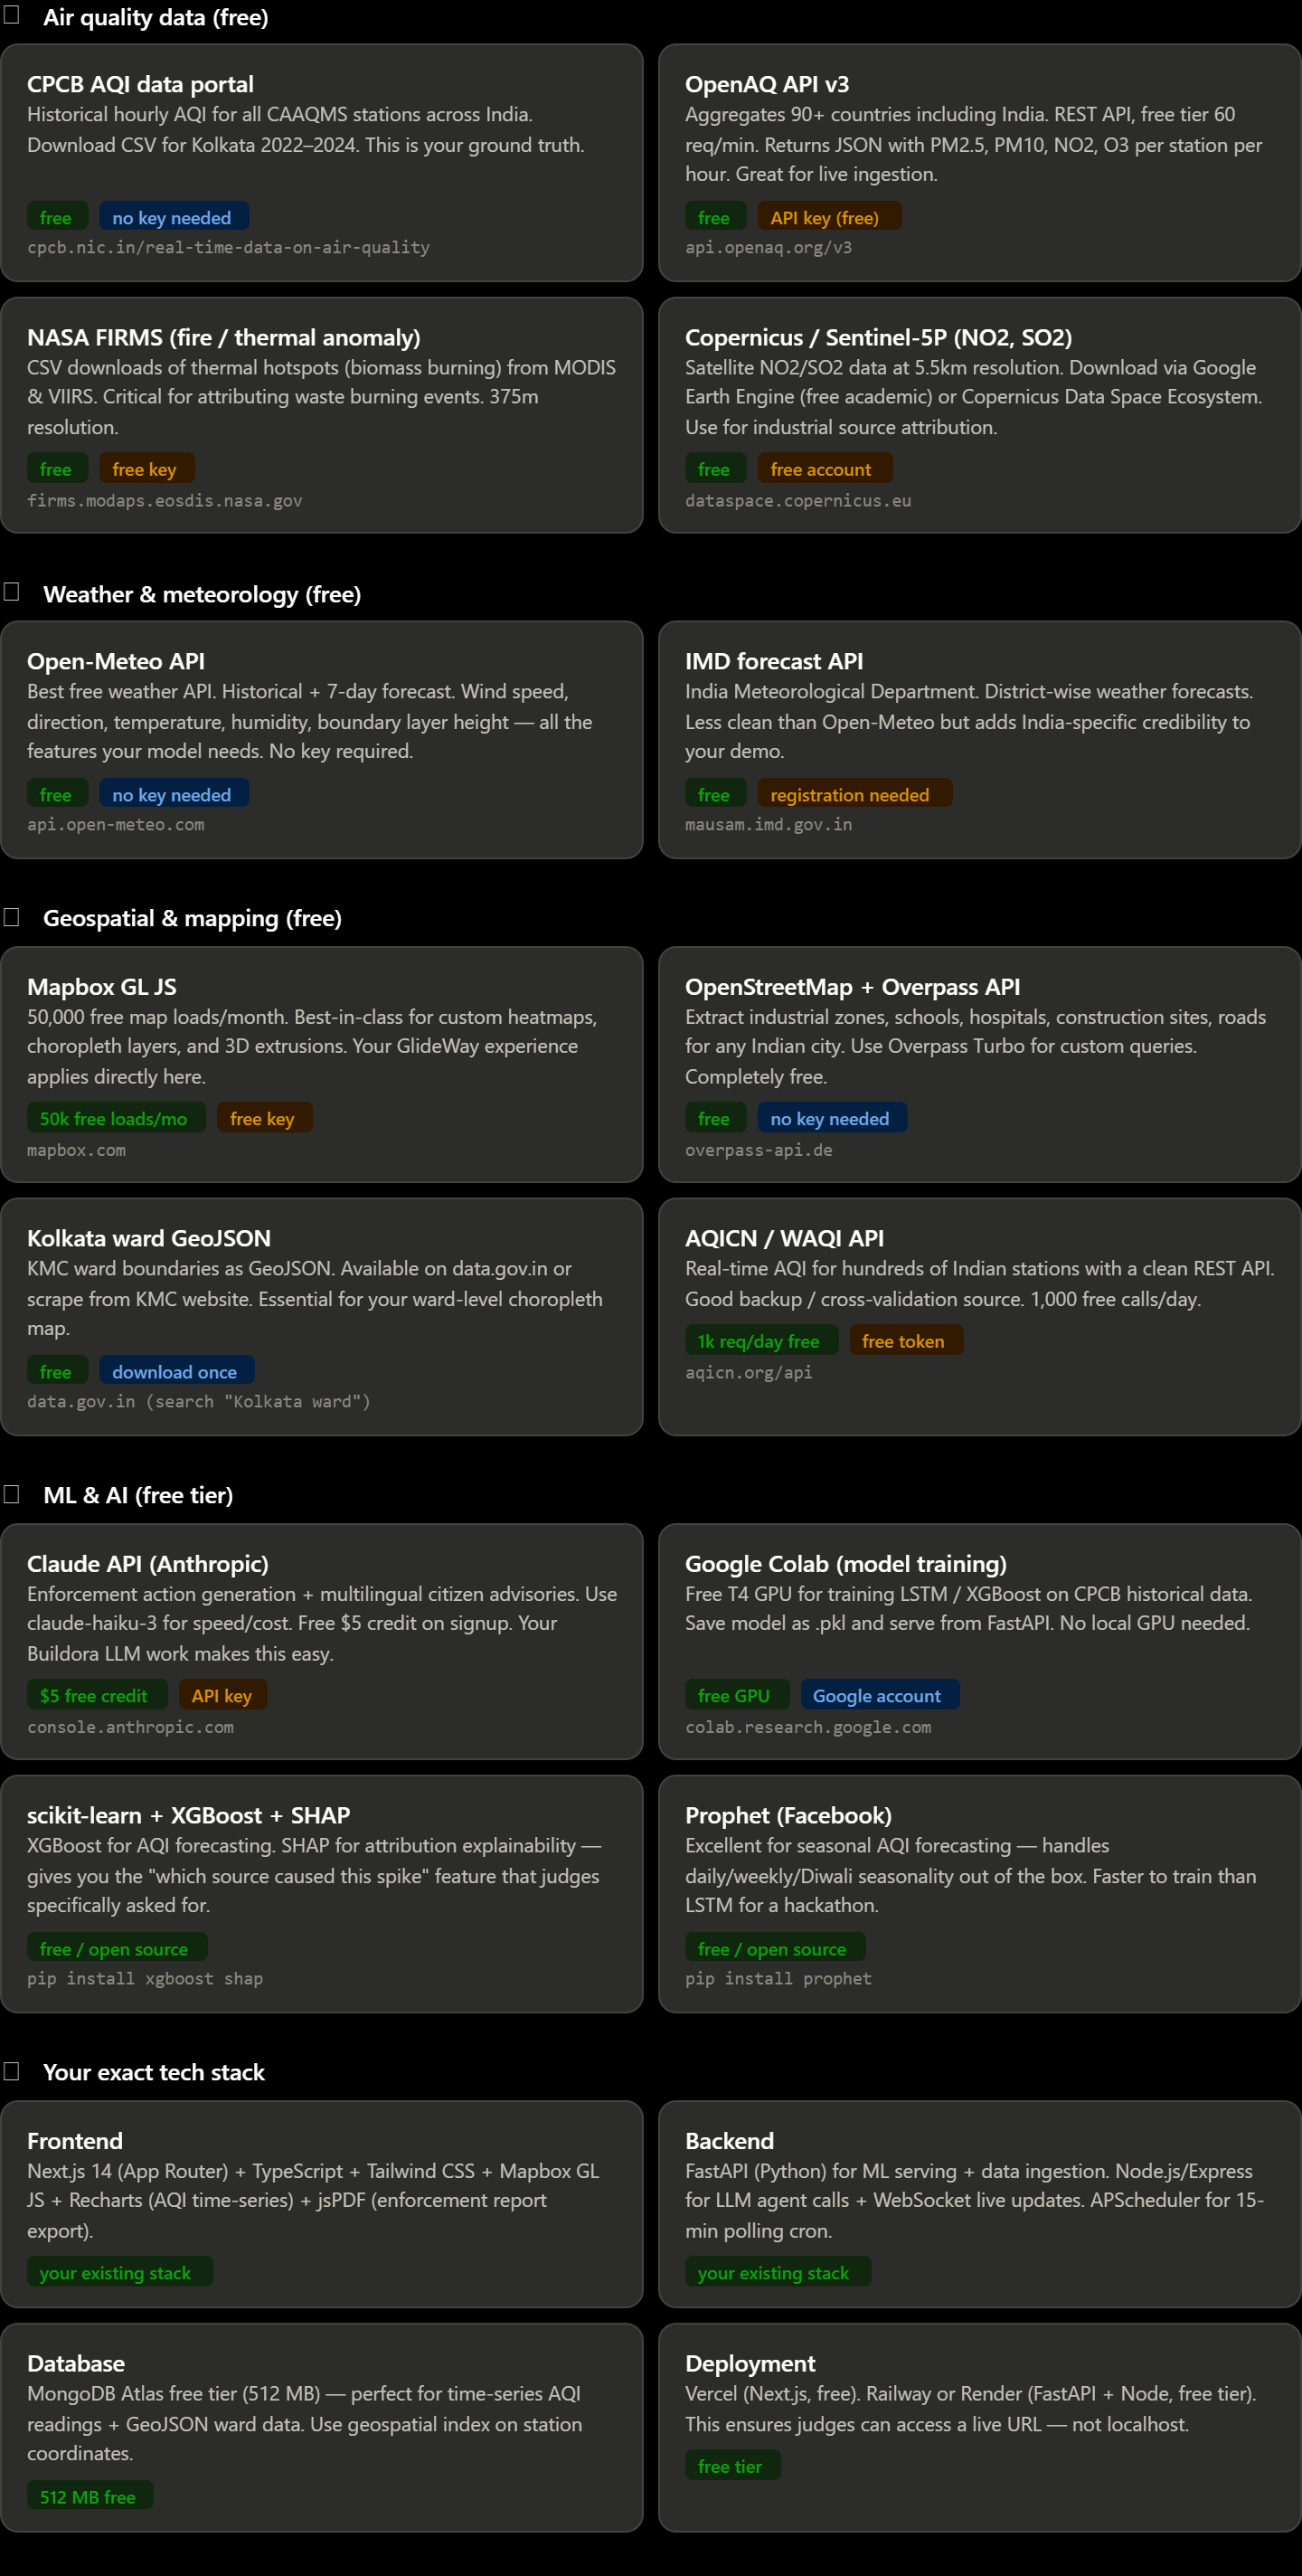 Air quality data (free)
CPCB AQI data portal
Historical hourly AQI for all CAAQMS stations across India.
Download CSV for Kolkata 2022–2024. This is your ground truth.
free
no key needed
cpcb.nic.in/real-time-data-on-air-quality
OpenAQ API v3
Aggregates 90+ countries including India. REST API, free tier 60
req/min. Returns JSON with PM2.5, PM10, NO2, O3 per station per
hour. Great for live ingestion.
free
API key (free)
api.openaq.org/v3
NASA FIRMS (fire / thermal anomaly)
CSV downloads of thermal hotspots (biomass burning) from MODIS
& VIIRS. Critical for attributing waste burning events. 375m
resolution.
free
free key
firms.modaps.eosdis.nasa.gov
Copernicus / Sentinel-5P (NO2, SO2)
Satellite NO2/SO2 data at 5.5km resolution. Download via Google
Earth Engine (free academic) or Copernicus Data Space Ecosystem.
Use for industrial source attribution.
free
free account
dataspace.copernicus.eu
Weather & meteorology (free)
Open-Meteo API
Best free weather API. Historical + 7-day forecast. Wind speed,
direction, temperature, humidity, boundary layer height — all the
features your model needs. No key required.
free
no key needed
api.open-meteo.com
IMD forecast API
India Meteorological Department. District-wise weather forecasts.
Less clean than Open-Meteo but adds India-specific credibility to
your demo.
free
registration needed
mausam.imd.gov.in
Geospatial & mapping (free)
Mapbox GL JS
50,000 free map loads/month. Best-in-class for custom heatmaps,
choropleth layers, and 3D extrusions. Your GlideWay experience
applies directly here.
50k free loads/mo
free key
mapbox.com
OpenStreetMap + Overpass API
Extract industrial zones, schools, hospitals, construction sites, roads
for any Indian city. Use Overpass Turbo for custom queries.
Completely free.
free
no key needed
overpass-api.de
Kolkata ward GeoJSON
KMC ward boundaries as GeoJSON. Available on data.gov.in or
scrape from KMC website. Essential for your ward-level choropleth
map.
free
download once
data.gov.in (search "Kolkata ward")
AQICN / WAQI API
Real-time AQI for hundreds of Indian stations with a clean REST API.
Good backup / cross-validation source. 1,000 free calls/day.
1k req/day free
free token
aqicn.org/api
ML & AI (free tier)
Claude API (Anthropic)
Enforcement action generation + multilingual citizen advisories. Use
claude-haiku-3 for speed/cost. Free $5 credit on signup. Your
Buildora LLM work makes this easy.
$5 free credit
API key
console.anthropic.com
Google Colab (model training)
Free T4 GPU for training LSTM / XGBoost on CPCB historical data.
Save model as .pkl and serve from FastAPI. No local GPU needed.
free GPU
Google account
colab.research.google.com
scikit-learn + XGBoost + SHAP
XGBoost for AQI forecasting. SHAP for attribution explainability —
gives you the "which source caused this spike" feature that judges
specifically asked for.
free / open source
pip install xgboost shap
Prophet (Facebook)
Excellent for seasonal AQI forecasting — handles
daily/weekly/Diwali seasonality out of the box. Faster to train than
LSTM for a hackathon.
free / open source
pip install prophet
Your exact tech stack
Frontend
Next.js 14 (App Router) + TypeScript + Tailwind CSS + Mapbox GL
JS + Recharts (AQI time-series) + jsPDF (enforcement report
export).
your existing stack
Backend
FastAPI (Python) for ML serving + data ingestion. Node.js/Express
for LLM agent calls + WebSocket live updates. APScheduler for 15-
min polling cron.
your existing stack
Database
MongoDB Atlas free tier (512 MB) — perfect for time-series AQI
readings + GeoJSON ward data. Use geospatial index on station
coordinates.
512 MB free
Deployment
Vercel (Next.js, free). Railway or Render (FastAPI + Node, free tier).
This ensures judges can access a live URL — not localhost.
free tier